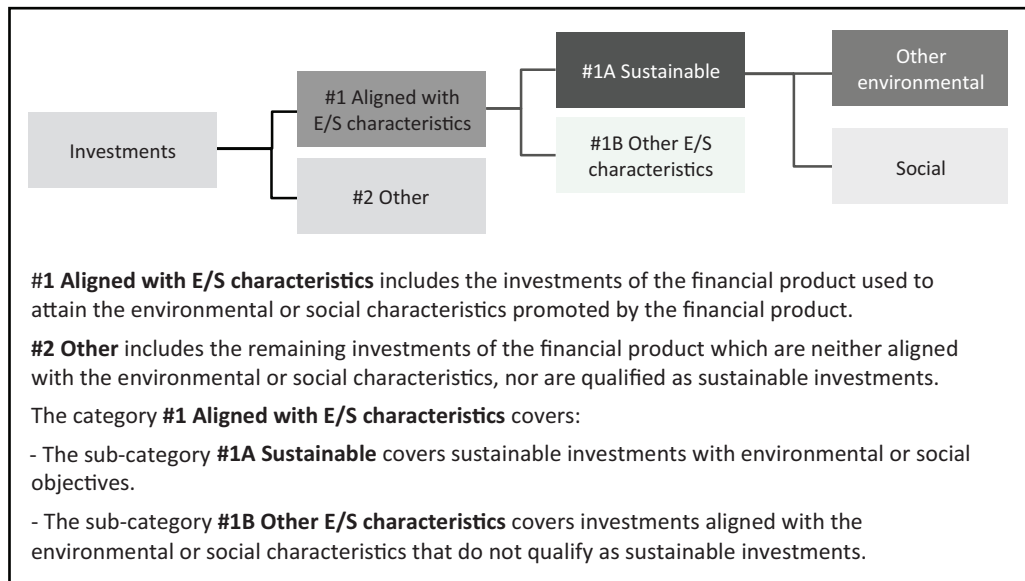 Investments
#1 Aligned with
E/S characteristics
#2 Other
#1A Sustainable
#1B Other E/S
characteristics
Other
environmental
Social
#1 Aligned with E/S characteristics includes the investments of the financial product used to
attain the environmental or social characteristics promoted by the financial product.
#2 Other includes the remaining investments of the financial product which are neither aligned
with the environmental or social characteristics, nor are qualified as sustainable investments.
The category #1 Aligned with E/S characteristics covers:
- The sub-category #1A Sustainable covers sustainable investments with environmental or social
objectives.
- The sub-category #1B Other E/S characteristics covers investments aligned with the
environmental or social characteristics that do not qualify as sustainable investments.